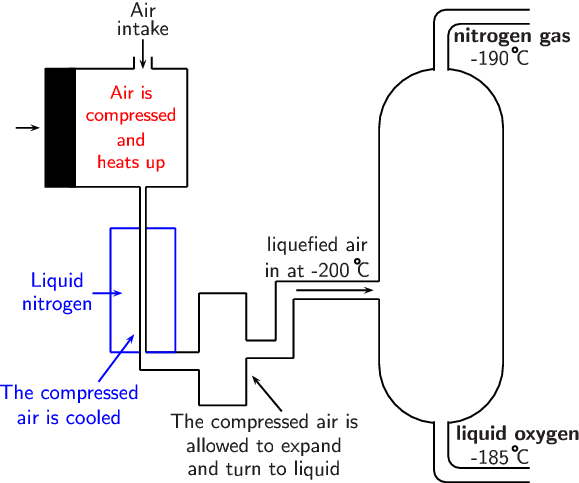 Air
intake
Air is
compressed
and
heats up
Liquid
nitrogen
The compressed
air is cooled
liquefied air
in at -200°C
The compressed air is
allowed to expand
and turn to liquid
nitrogen gas
-190°C
liquid oxygen
-185°C